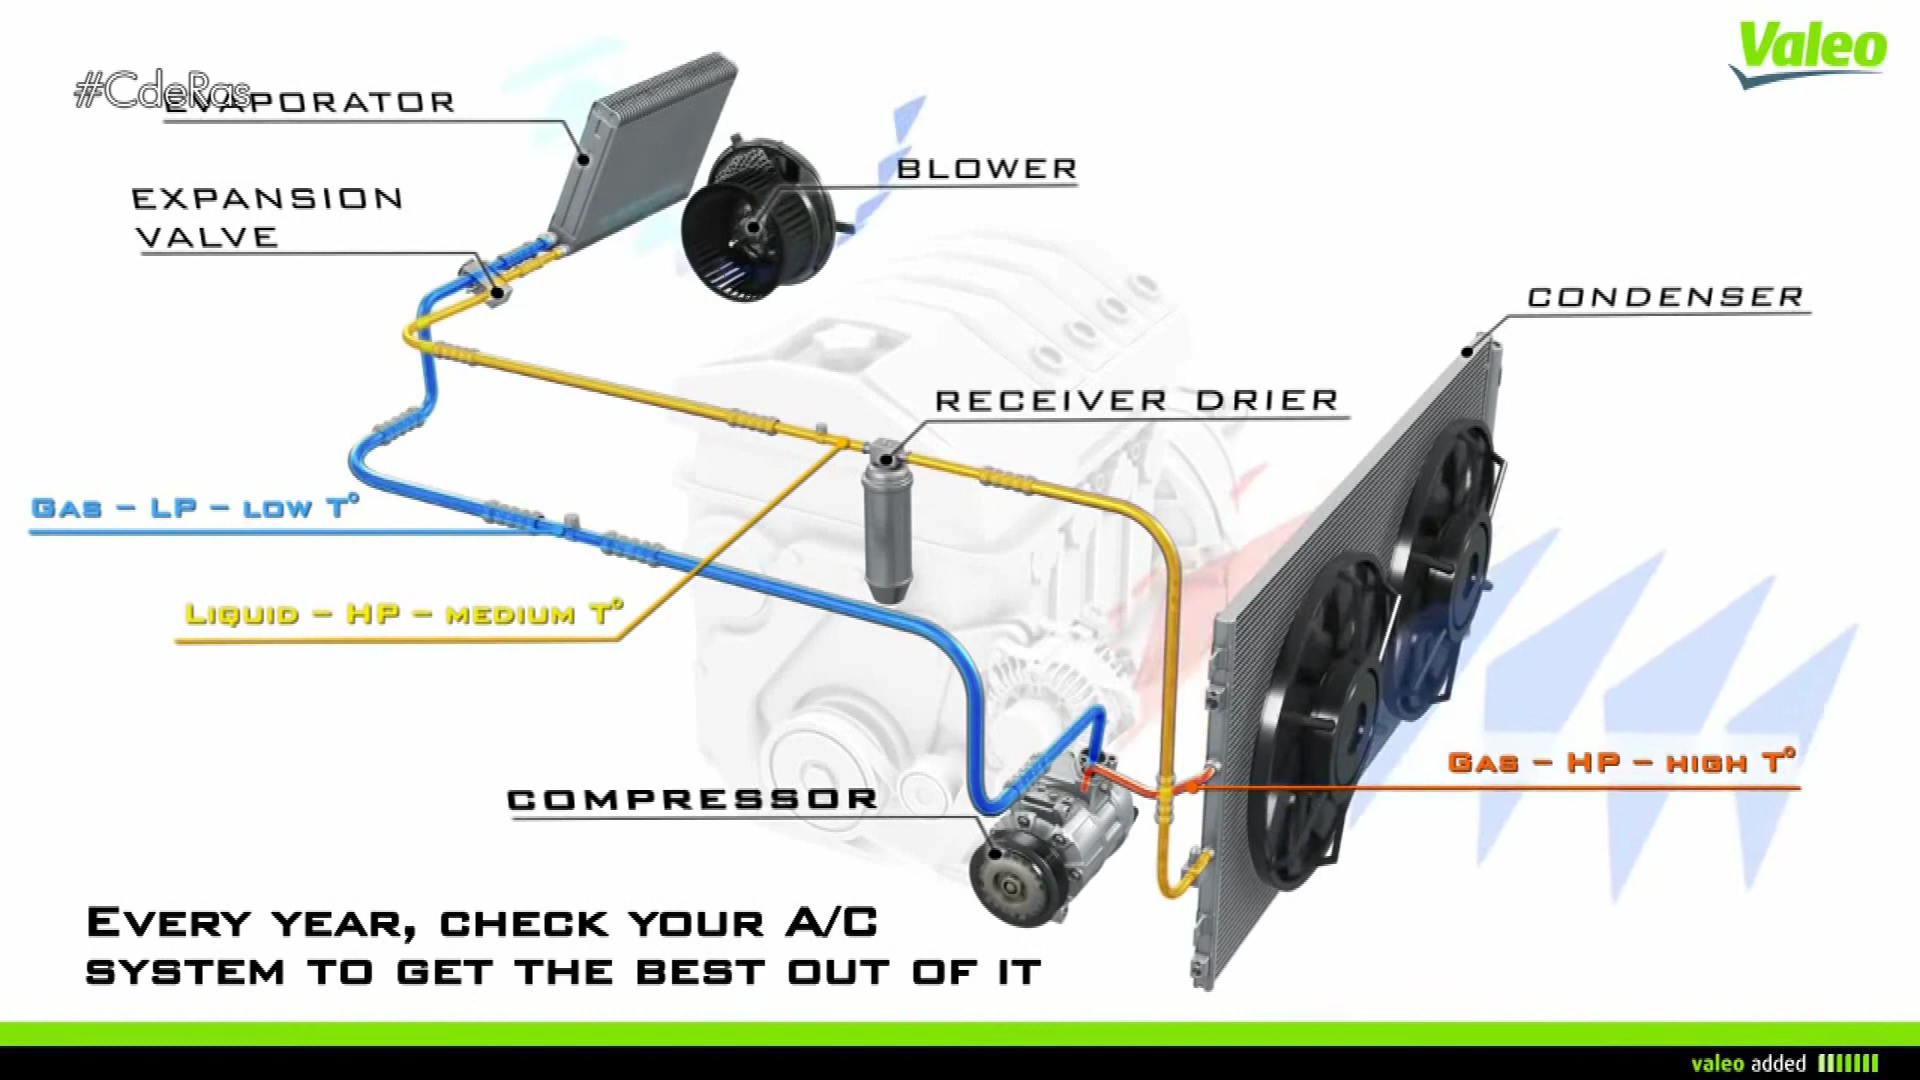 Valeo
#CdeRas
EVAPORATOR
BLOWER
EXPANSION
VALVE
CONDENSER
RECEIVER DRIER
GAS – LP – LOW T°
LIQUID – HP – MEDIUM T°
GAS – HP – HIGH T°
COMPRESSOR
EVERY YEAR, CHECK YOUR A/C
SYSTEM TO GET THE BEST OUT OF IT
valeo added